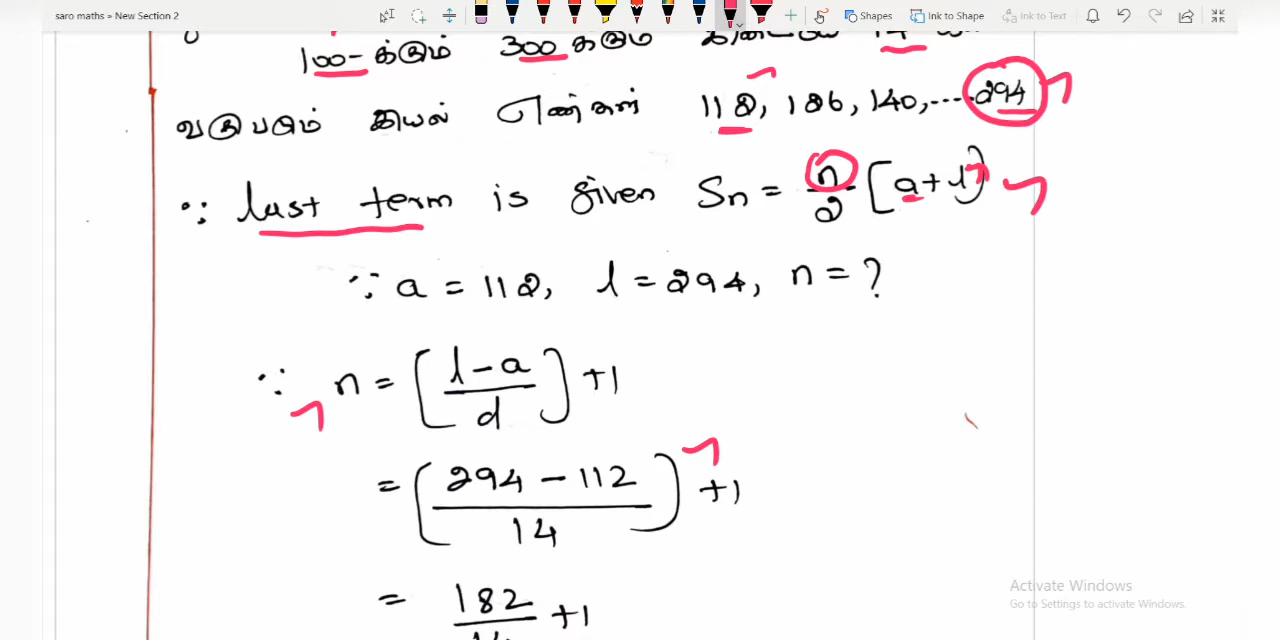 saro maths » New Section 2
Shapes Ink to Shape Ink to Text
100-க்கும் 300 க்கும் 14
வகுபடும் இயல் எண்கள் 112, 126, 140,....294
∵ last term is given Sn = n/2 [a+l]
∵ a = 112, l = 294, n = ?
∵ n = [l-a/d] +1
= (294 - 112/14) +1
= 182/14 +1
Activate Windows
Go to Settings to activate Windows.